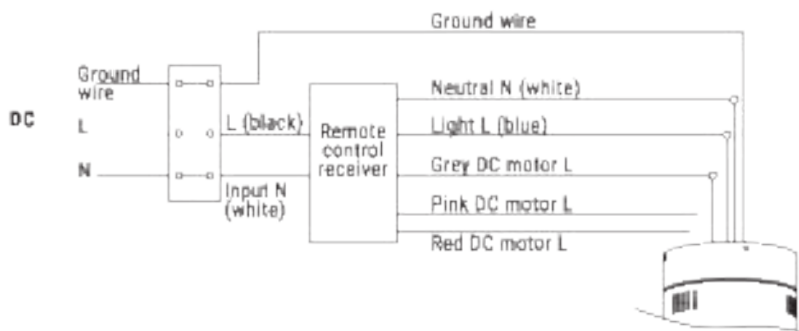 Ground wire
Ground
wire
Neutral N (white)
DC
L
L (black)
Remote
control
receiver
Light L (blue)
N
Grey DC motor L
Input N
(white)
Pink DC motor L
Red DC motor L